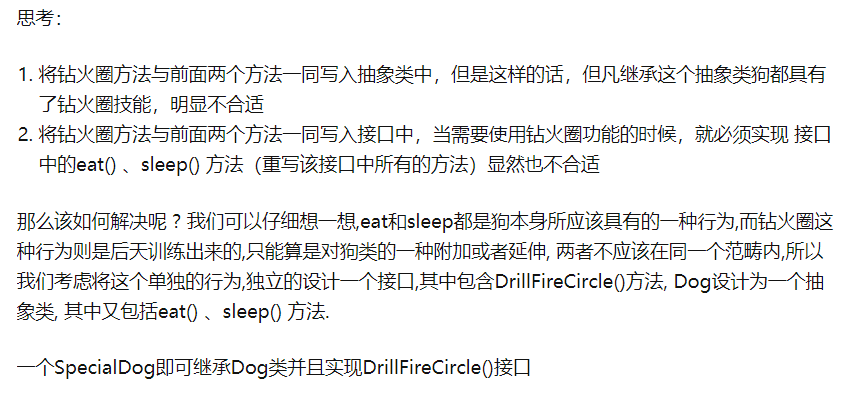 思考：
1. 将钻火圈方法与前面两个方法一同写入抽象类中，但是这样的话，但凡继承这个抽象类狗都具有
了钻火圈技能，明显不合适
2. 将钻火圈方法与前面两个方法一同写入接口中，当需要使用钻火圈功能的时候，就必须实现 接口
中的eat() 、sleep() 方法（重写该接口中所有的方法）显然也不合适
那么该如何解决呢 ? 我们可以仔细想一想,eat和sleep都是狗本身所应该具有的一种行为,而钻火圈这
种行为则是后天训练出来的,只能算是对狗类的一种附加或者延伸, 两者不应该在同一个范畴内,所以
我们考虑将这个单独的行为,独立的设计一个接口,其中包含DrillFireCircle()方法, Dog设计为一个抽
象类, 其中又包括eat() 、sleep() 方法.
一个SpecialDog即可继承Dog类并且实现DrillFireCircle()接口